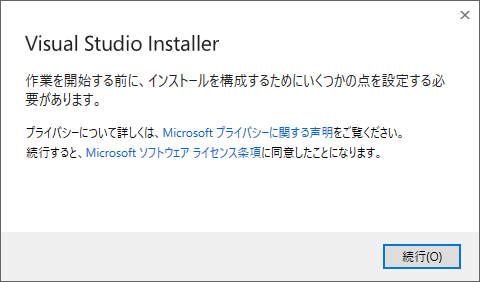 Visual Studio Installer
作業を開始する前に、インストールを構成するためにいくつかの点を設定する必
要があります。
プライバシーについて詳しくは、Microsoft プライバシーに関する声明をご覧ください。
続行すると、Microsoft ソフトウェア ライセンス条項に同意したことになります。
続行(O)